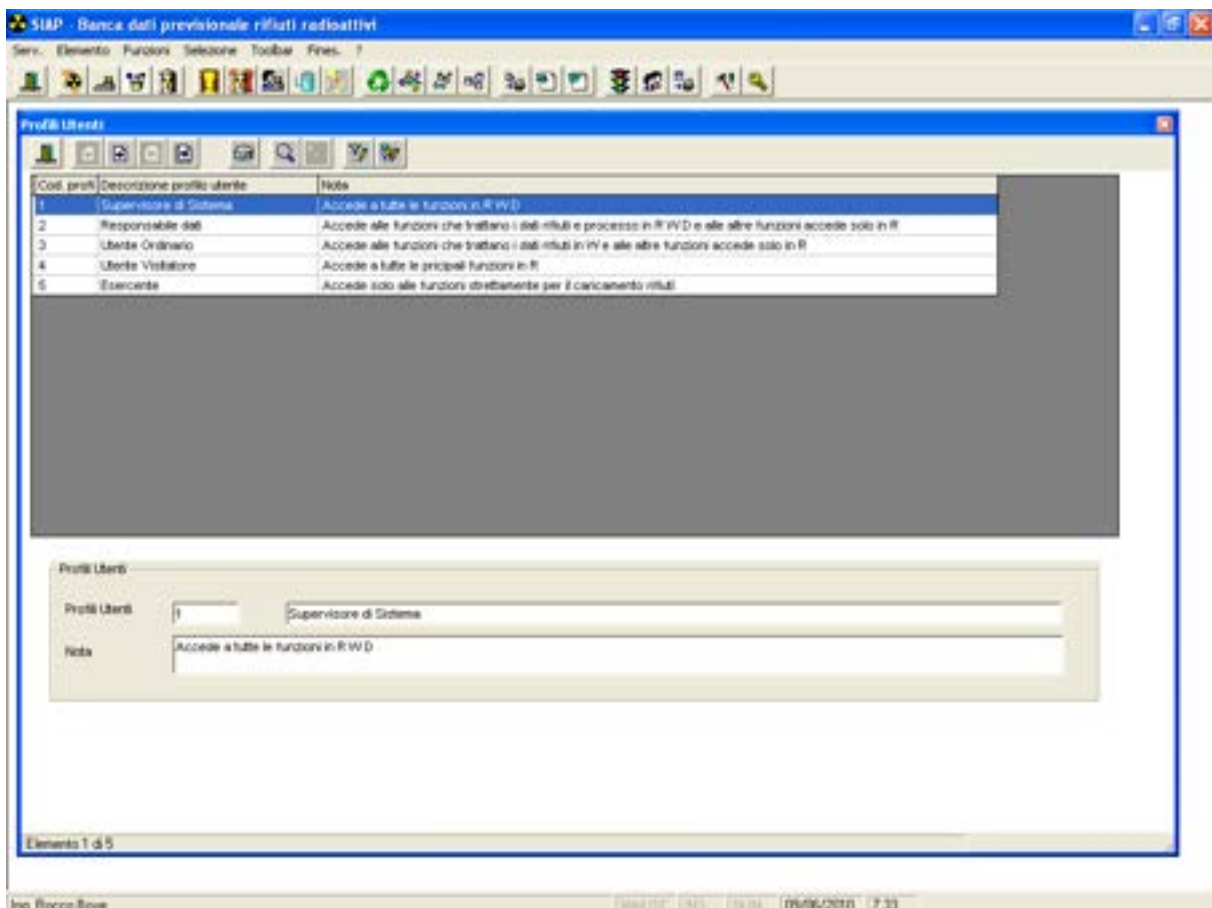 SIAP - Banca dati previsionale rifiuti radioattivi
Serv. Elemento Funzioni Selezione Toolbar Fines. ?
Profili Utenti
Cod. profi Descrizione profilo utente Nota
1 Supervisore di Sistema Accede a tutte le funzioni in R W D
2 Responsabile dati Accede alle funzioni che trattano i dati rifiuti e processo in R W D e alle altre funzioni accede solo in R
3 Utente Ordinario Accede alle funzioni che trattano i dati rifiuti in W e alle altre funzioni accede solo in R
4 Utente Visitatore Accede a tutte le pricipali funzioni in R
5 Esercente Accede solo alle funzioni strettamente per il caricamento rifiuti
Profili Utenti
Profili Utenti 1 Supervisore di Sistema
Nota Accede a tutte le funzioni in R W D
Elemento 1 di 5
Ing. Rocco Bove NUM 09/06/2010 7.33